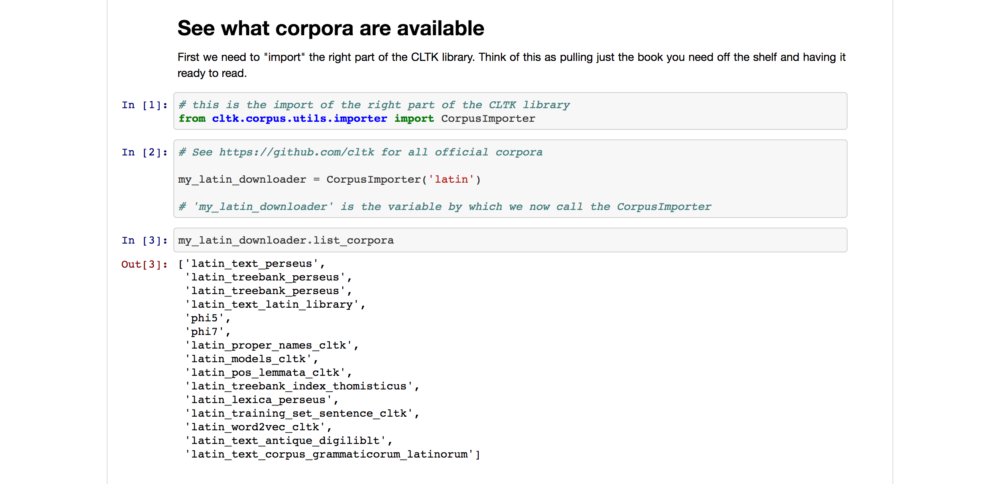 See what corpora are available
First we need to "import" the right part of the CLTK library. Think of this as pulling just the book you need off the shelf and having it
ready to read.
In [1]: # this is the import of the right part of the CLTK library
from cltk.corpus.utils.importer import CorpusImporter
In [2]: # See https://github.com/cltk for all official corpora
my_latin_downloader = CorpusImporter('latin')
# 'my_latin_downloader' is the variable by which we now call the CorpusImporter
In [3]: my_latin_downloader.list_corpora
Out[3]: ['latin_text_perseus',
'latin_treebank_perseus',
'latin_treebank_perseus',
'latin_text_latin_library',
'phi5',
'phi7',
'latin_proper_names_cltk',
'latin_models_cltk',
'latin_pos_lemmata_cltk',
'latin_treebank_index_thomisticus',
'latin_lexica_perseus',
'latin_training_set_sentence_cltk',
'latin_word2vec_cltk',
'latin_text_antique_digiliblt',
'latin_text_corpus_grammaticorum_latinorum']